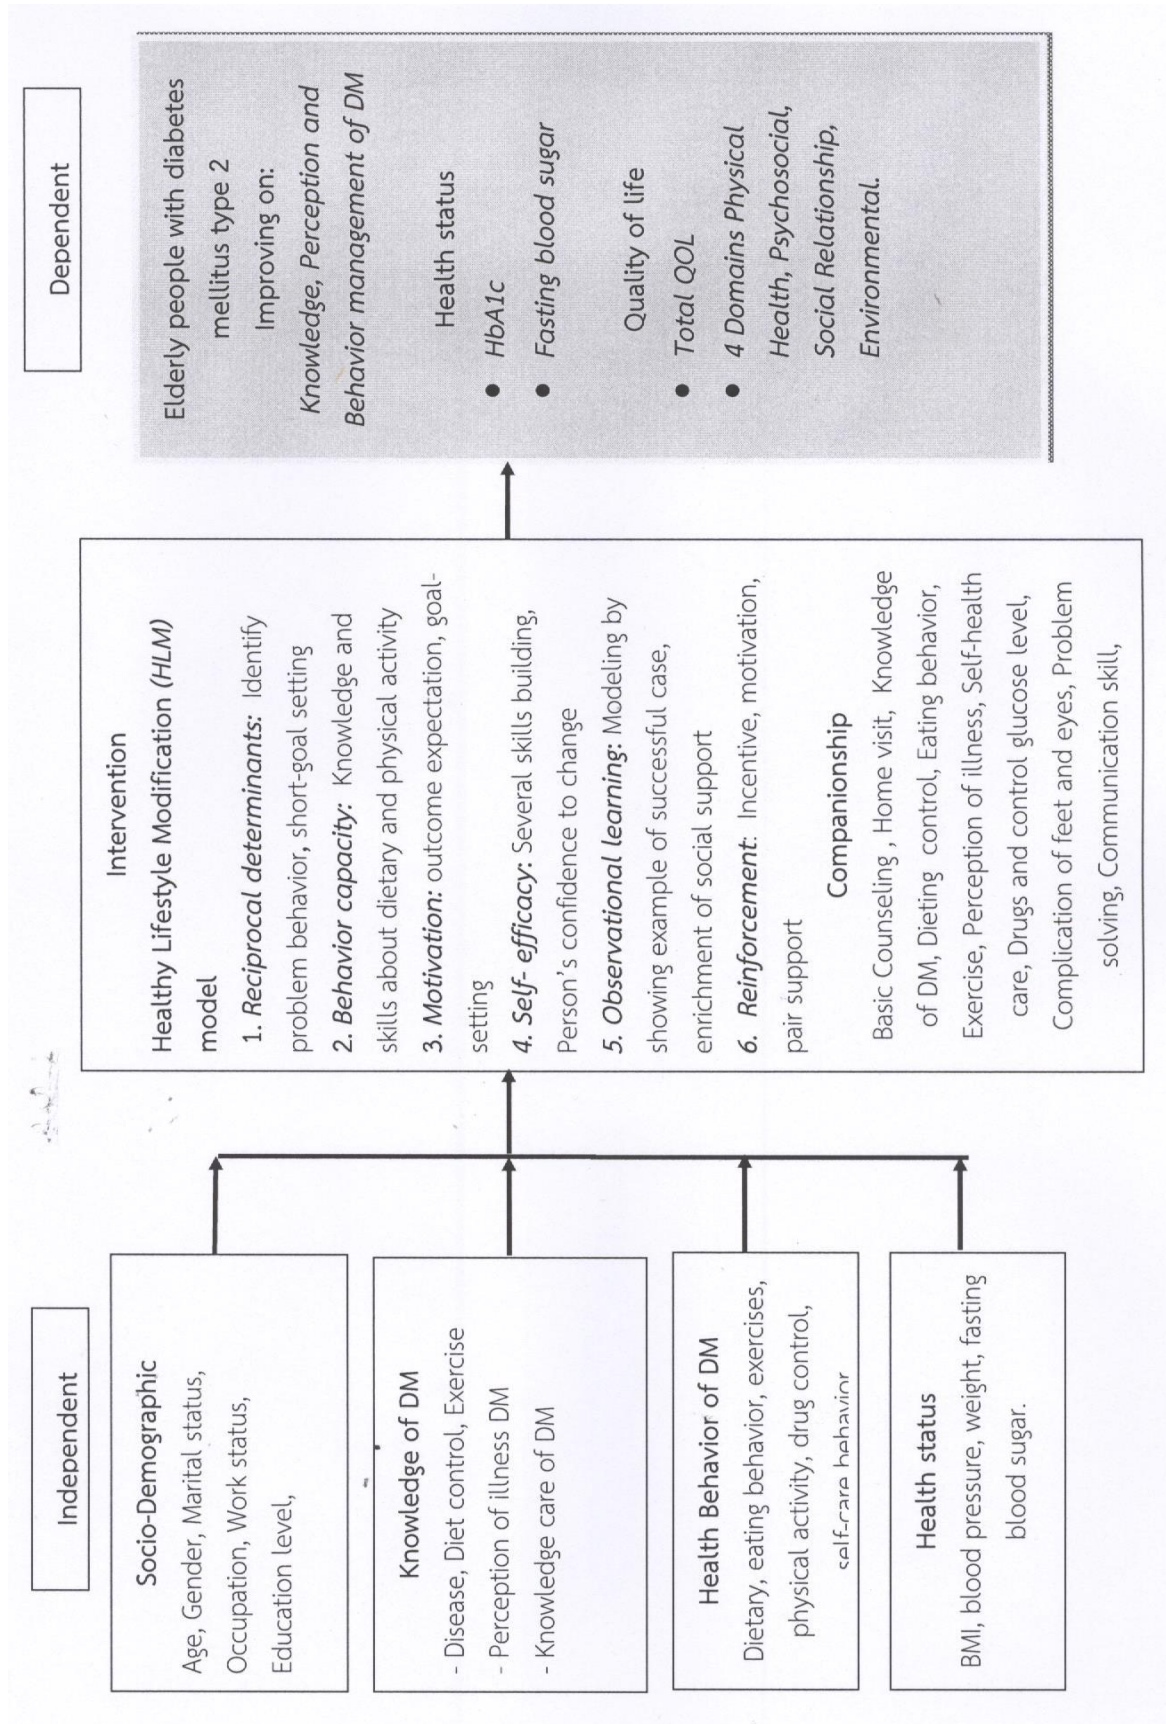 Independent
Socio-Demographic
Age, Gender, Marital status,
Occupation, Work status,
Education level,
Knowledge of DM
- Disease, Diet control, Exercise
- Perception of illness DM
- Knowledge care of DM
Health Behavior of DM
Dietary, eating behavior, exercises,
physical activity, drug control,
self-care behavior
Health status
BMI, blood pressure, weight, fasting
blood sugar.
Intervention
Healthy Lifestyle Modification (HLM)
model
1. Reciprocal determinants: Identify
problem behavior, short-goal setting
2. Behavior capacity: Knowledge and
skills about dietary and physical activity
3. Motivation: outcome expectation, goal-
setting
4. Self- efficacy: Several skills building,
Person's confidence to change
5. Observational learning: Modeling by
showing example of successful case,
enrichment of social support
6. Reinforcement: Incentive, motivation,
pair support
Companionship
Basic Counseling , Home visit, Knowledge
of DM, Dieting control, Eating behavior,
Exercise, Perception of illness, Self-health
care, Drugs and control glucose level,
Complication of feet and eyes, Problem
solving, Communication skill,
Dependent
Elderly people with diabetes
mellitus type 2
Improving on:
Knowledge, Perception and
Behavior management of DM
Health status
● HbA1c
● Fasting blood sugar
Quality of life
● Total QOL
● 4 Domains Physical
Health, Psychosocial,
Social Relationship,
Environmental.